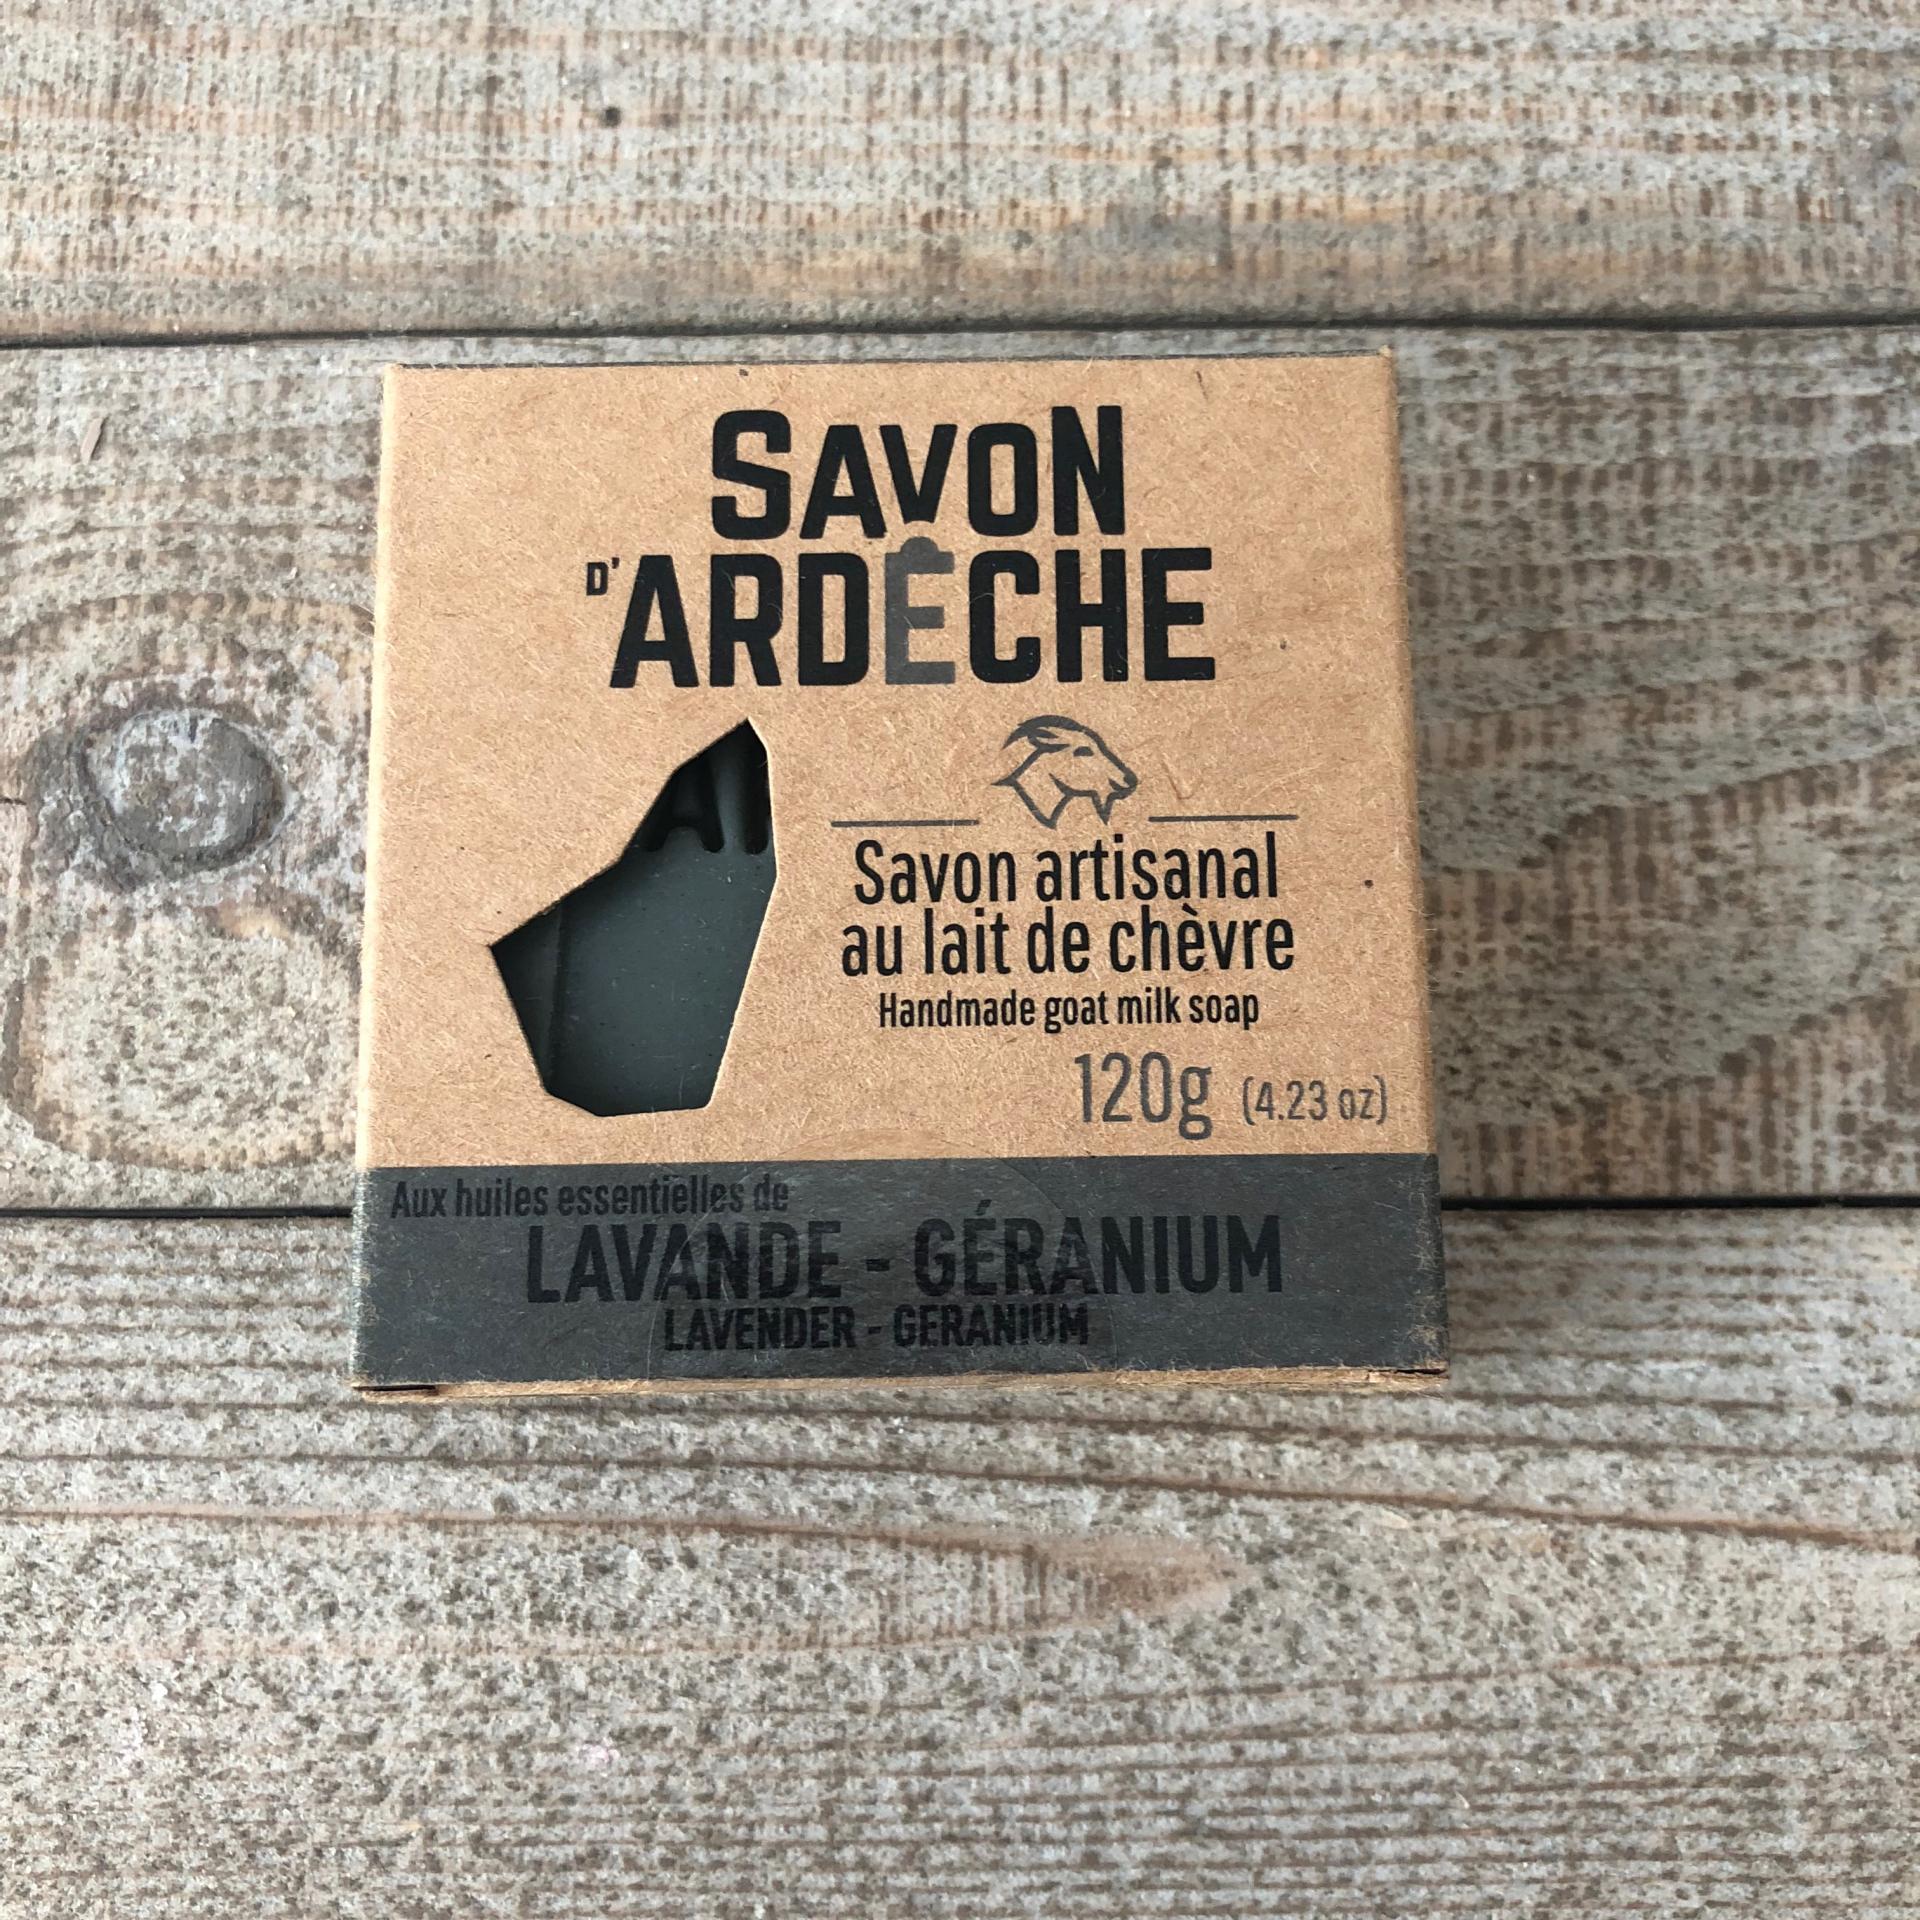 SAVON
D'ARDÈCHE
Savon artisanal
au lait de chèvre
Handmade goat milk soap
120g (4.23 oz)
Aux huiles essentielles de
LAVANDE - GÉRANIUM
LAVENDER - GERANIUM